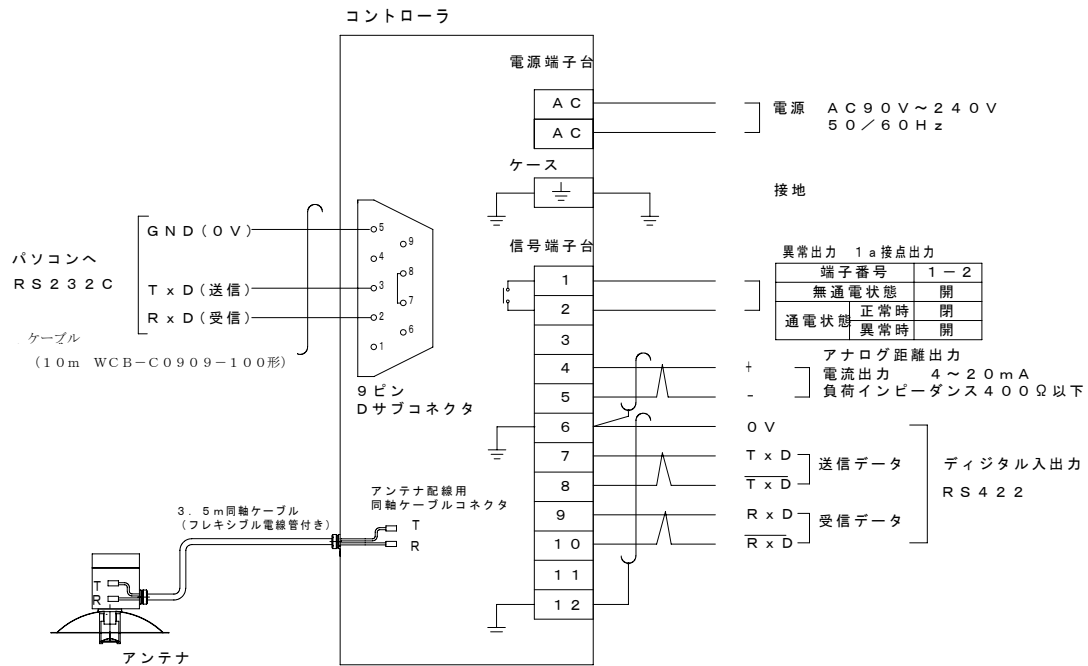 コントローラ
電源端子台
AC
AC
電源 AC90V～240V
50／60Hz
ケース
接地
パソコンへ
RS232C
GND(0V)
TxD(送信)
RxD(受信)
ケーブル
(10m WCB－C0909－100形)
5
9
4
8
3
7
2
6
1
9ピン
Dサブコネクタ
信号端子台
1
2
3
4
5
6
7
8
9
10
11
12
異常出力 1a接点出力
端子番号 1－2
無通電状態 開
通電状態 正常時 閉
異常時 開
アナログ距離出力
+ 電流出力 4～20mA
- 負荷インピーダンス400Ω以下
0V
TxD
TxD
送信データ
RxD
RxD
受信データ
ディジタル入出力
RS422
アンテナ配線用
同軸ケーブルコネクタ
T
R
3．5m同軸ケーブル
(フレキシブル電線管付き)
T
R
アンテナ